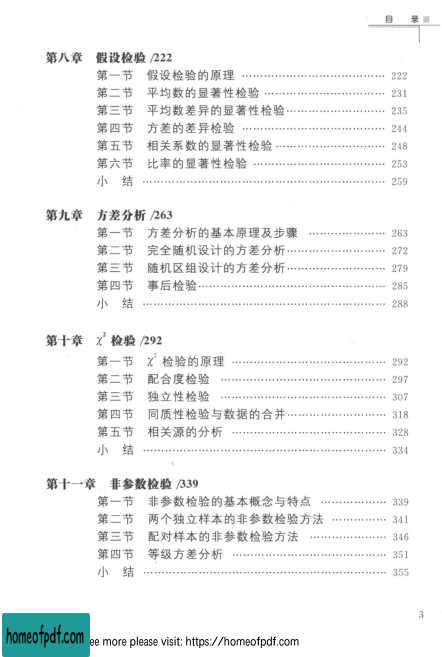 目 录
第八章 假设检验 /222
第一节 假设检验的原理 …………………………………… 222
第二节 平均数的显著性检验…………………………… 231
第三节 平均数差异的显著性检验……………………… 235
第四节 方差的差异检验 ………………………………… 244
第五节 相关系数的显著性检验………………………… 248
第六节 比率的显著性检验 ……………………………… 253
小 结 ……………………………………………………… 259
第九章 方差分析 /263
第一节 方差分析的基本原理及步骤 ………………… 263
第二节 完全随机设计的方差分析……………………… 272
第三节 随机区组设计的方差分析……………………… 279
第四节 事后检验………………………………………… 285
小 结 ……………………………………………………… 288
第十章 χ² 检验 /292
第一节 χ² 检验的原理 ………………………………… 292
第二节 配合度检验 …………………………………… 297
第三节 独立性检验 …………………………………… 307
第四节 同质性检验与数据的合并……………………… 318
第五节 相关源的分析 ………………………………… 328
小 结 ……………………………………………………… 334
第十一章 非参数检验 /339
第一节 非参数检验的基本概念与特点 ……………… 339
第二节 两个独立样本的非参数检验方法 …………… 341
第三节 配对样本的非参数检验方法 ………………… 346
第四节 等级方差分析 ………………………………… 351
小 结 ……………………………………………………… 355
3
homeofpdf.com
ee more please visit: https://homeofpdf.com